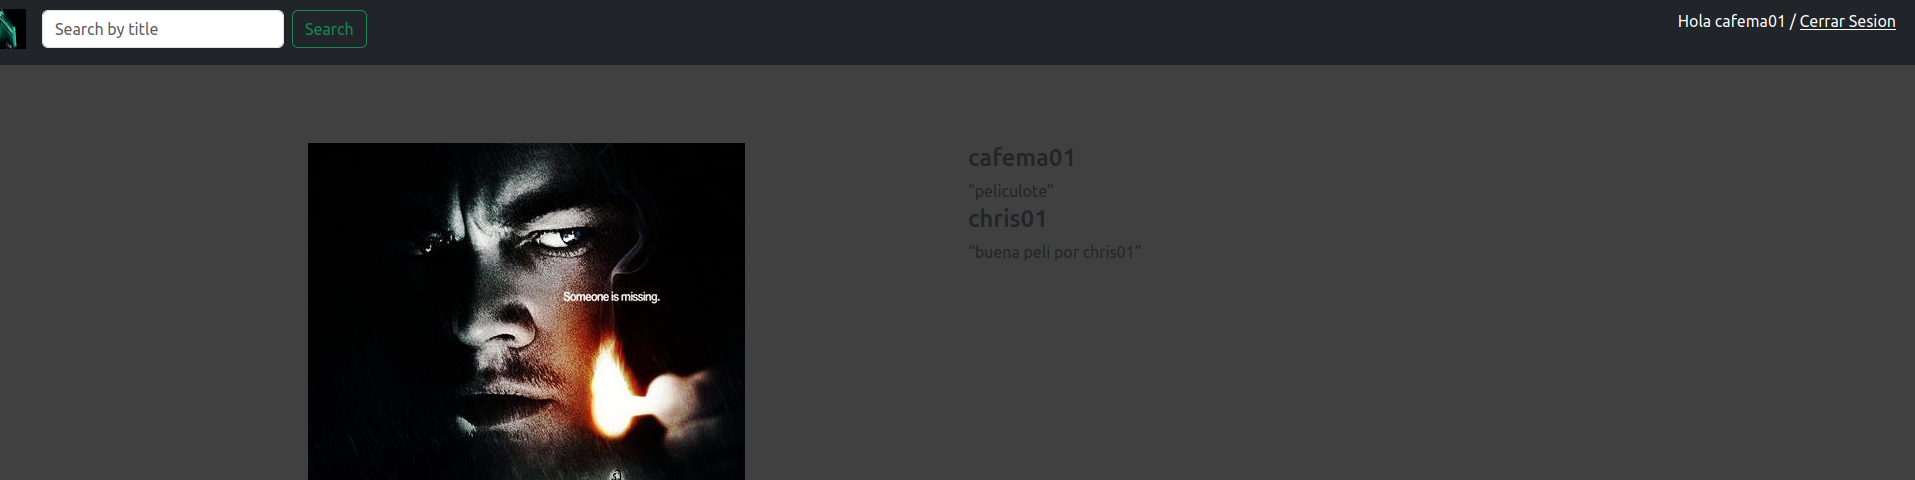 Search by title
Search
Hola cafema01 / Cerrar Sesion
cafema01
“peliculote”
chris01
“buena peli por chris01”
Someone is missing.